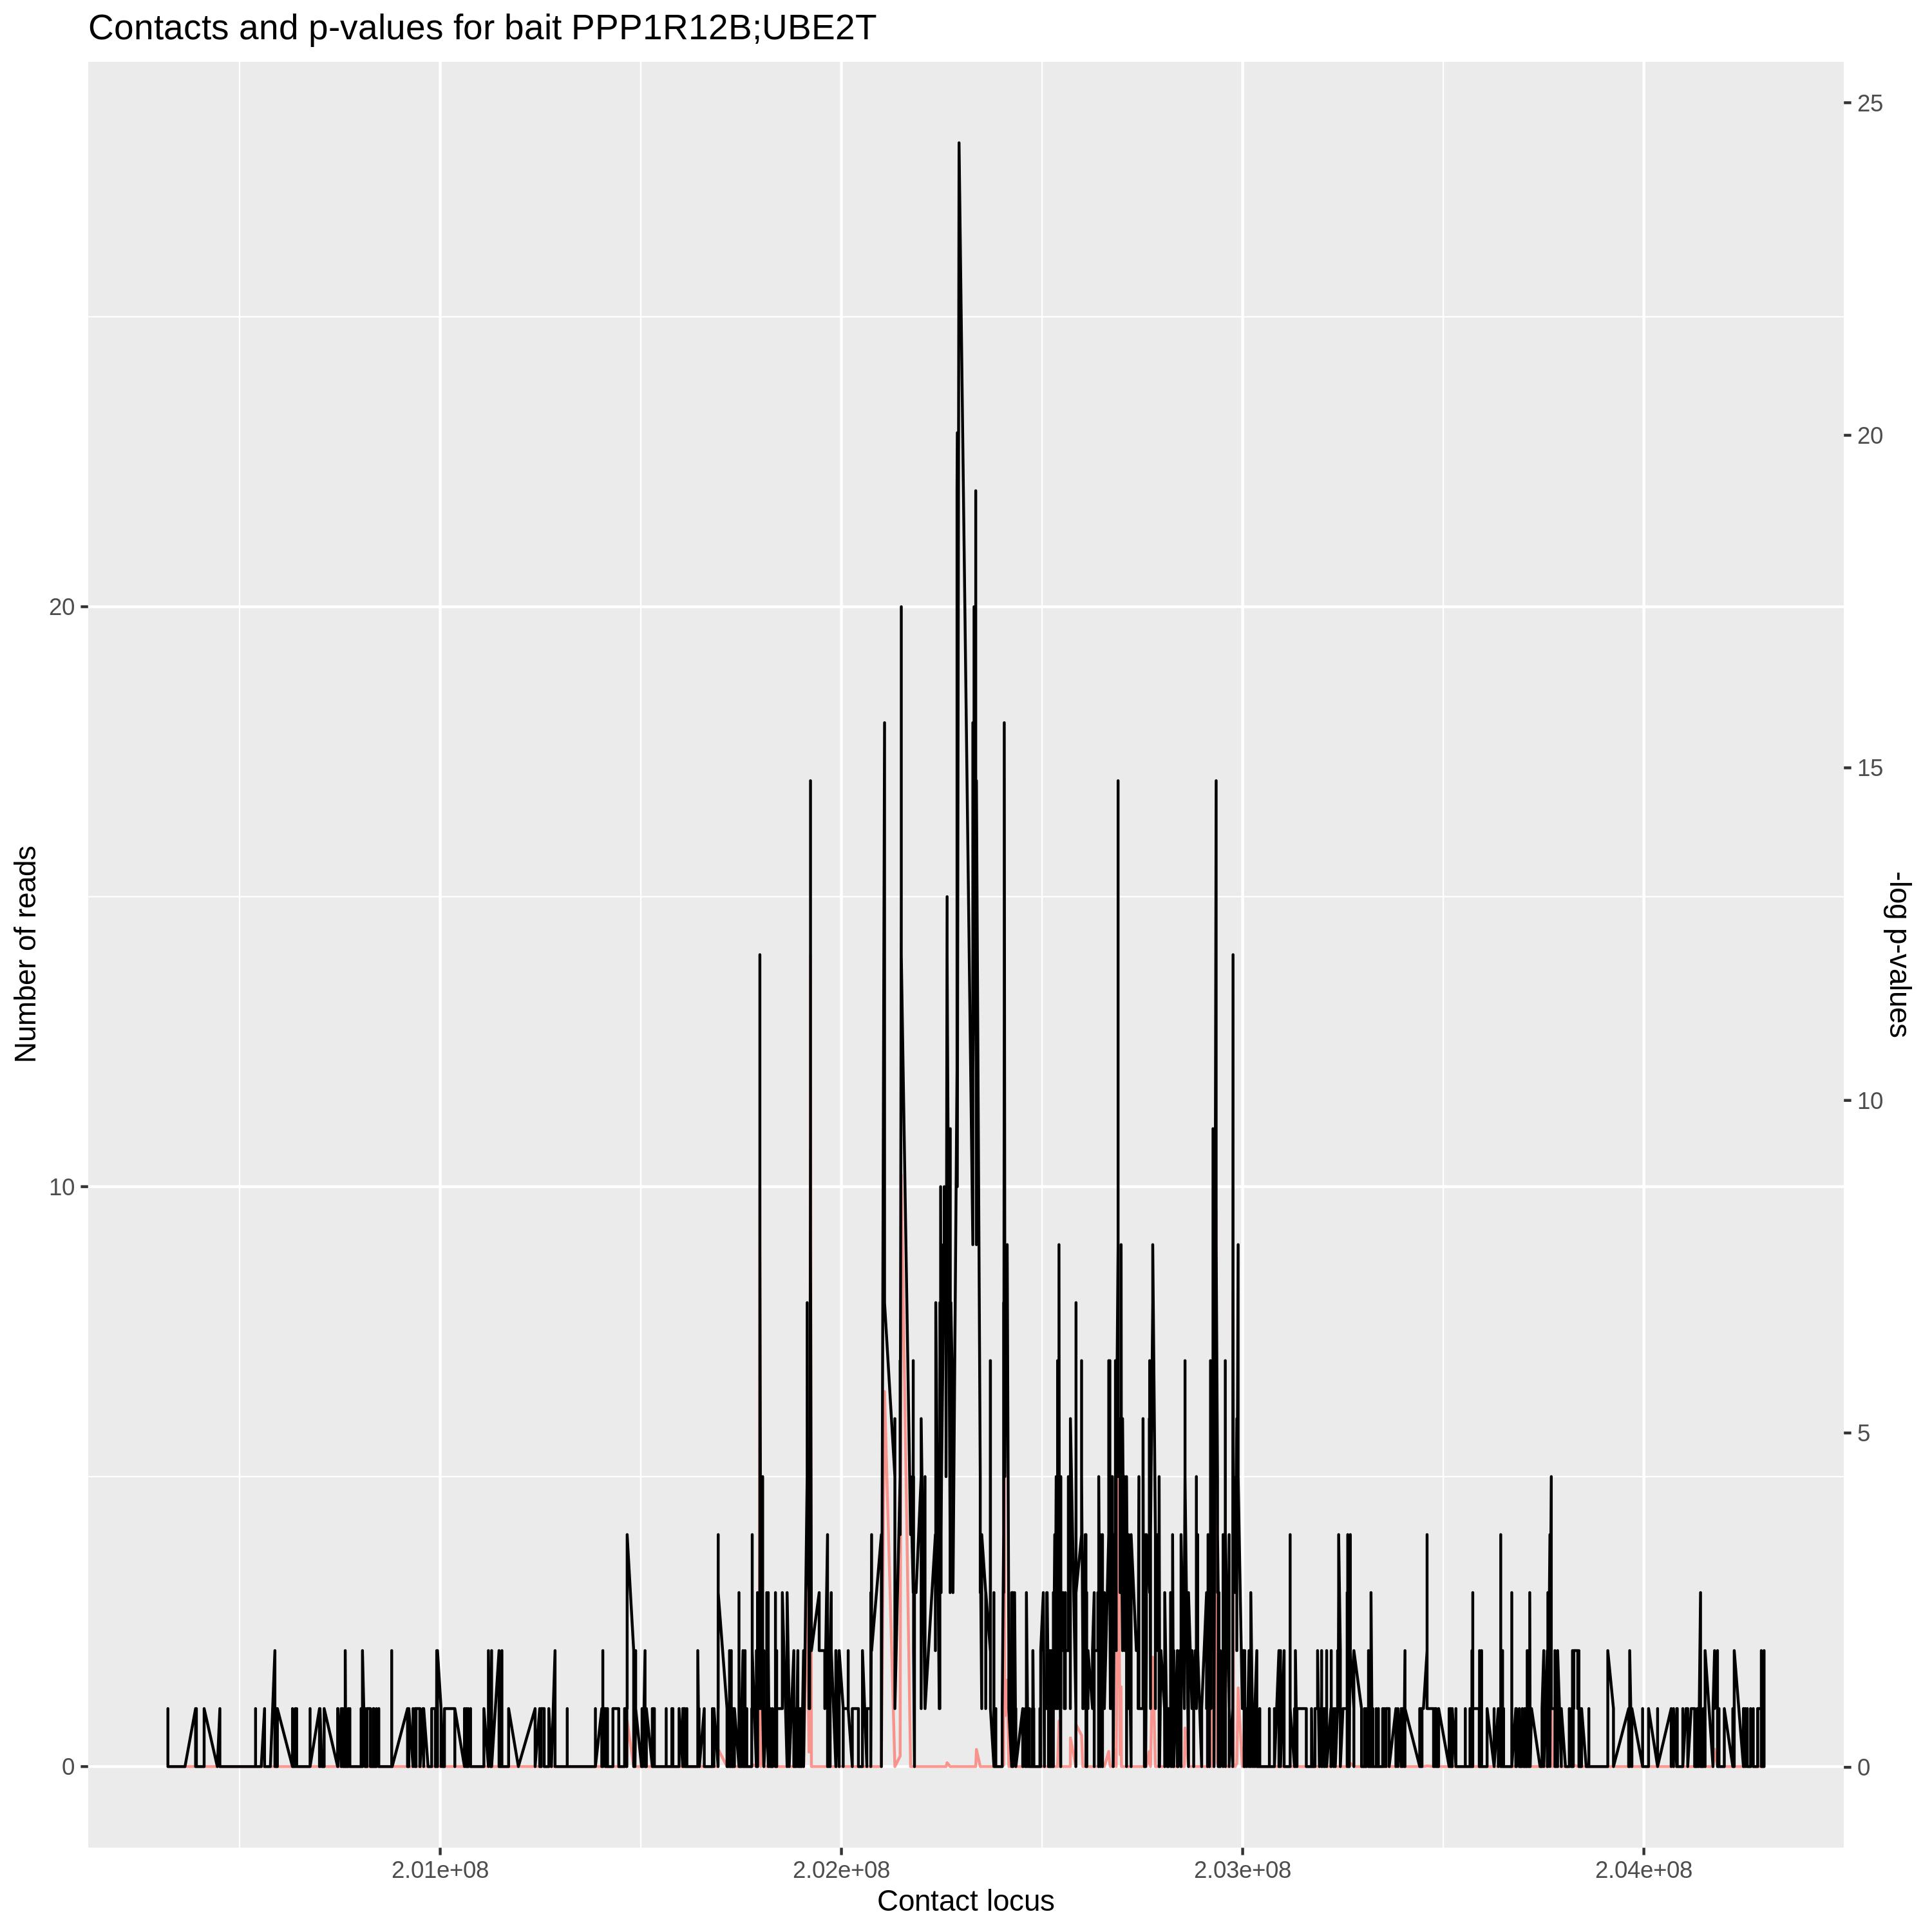 Contacts and p-values for bait PPP1R12B;UBE2T
25
20
15
10
5
0
-log p-values
20
10
0
Number of reads
2.01e+08
2.02e+08
2.03e+08
2.04e+08
Contact locus